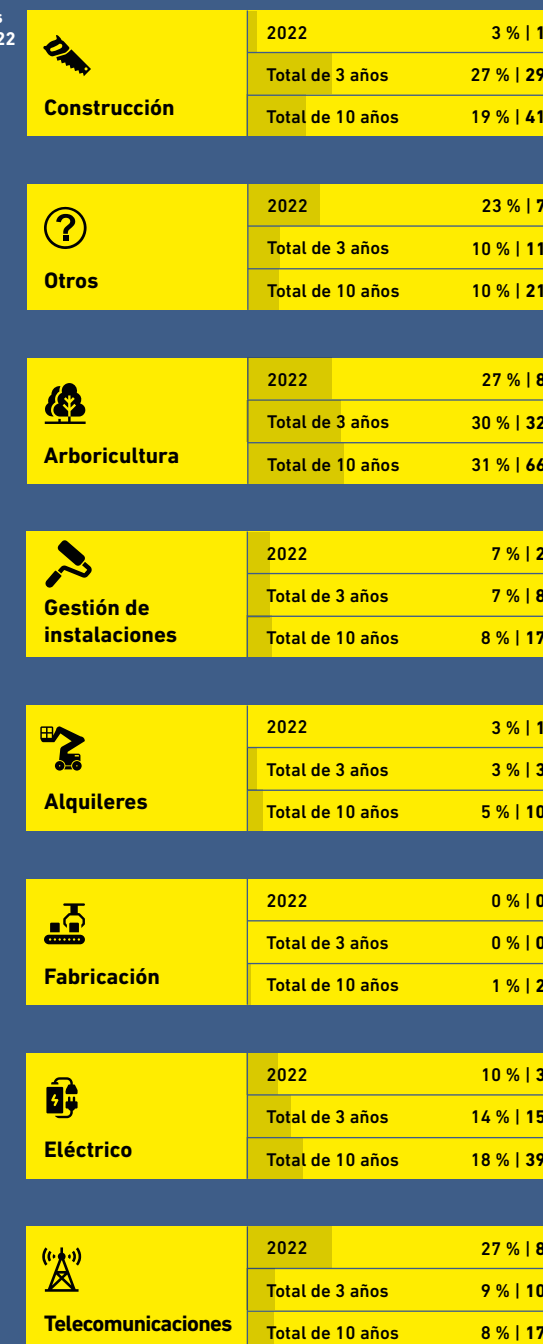 22
Construcción
2022 3 % | 1
Total de 3 años 27 % | 29
Total de 10 años 19 % | 41
Otros
2022 23 % | 7
Total de 3 años 10 % | 11
Total de 10 años 10 % | 21
Arboricultura
2022 27 % | 8
Total de 3 años 30 % | 32
Total de 10 años 31 % | 66
Gestión de
instalaciones
2022 7 % | 2
Total de 3 años 7 % | 8
Total de 10 años 8 % | 17
Alquileres
2022 3 % | 1
Total de 3 años 3 % | 3
Total de 10 años 5 % | 10
Fabricación
2022 0 % | 0
Total de 3 años 0 % | 0
Total de 10 años 1 % | 2
Eléctrico
2022 10 % | 3
Total de 3 años 14 % | 15
Total de 10 años 18 % | 39
Telecomunicaciones
2022 27 % | 8
Total de 3 años 9 % | 10
Total de 10 años 8 % | 17